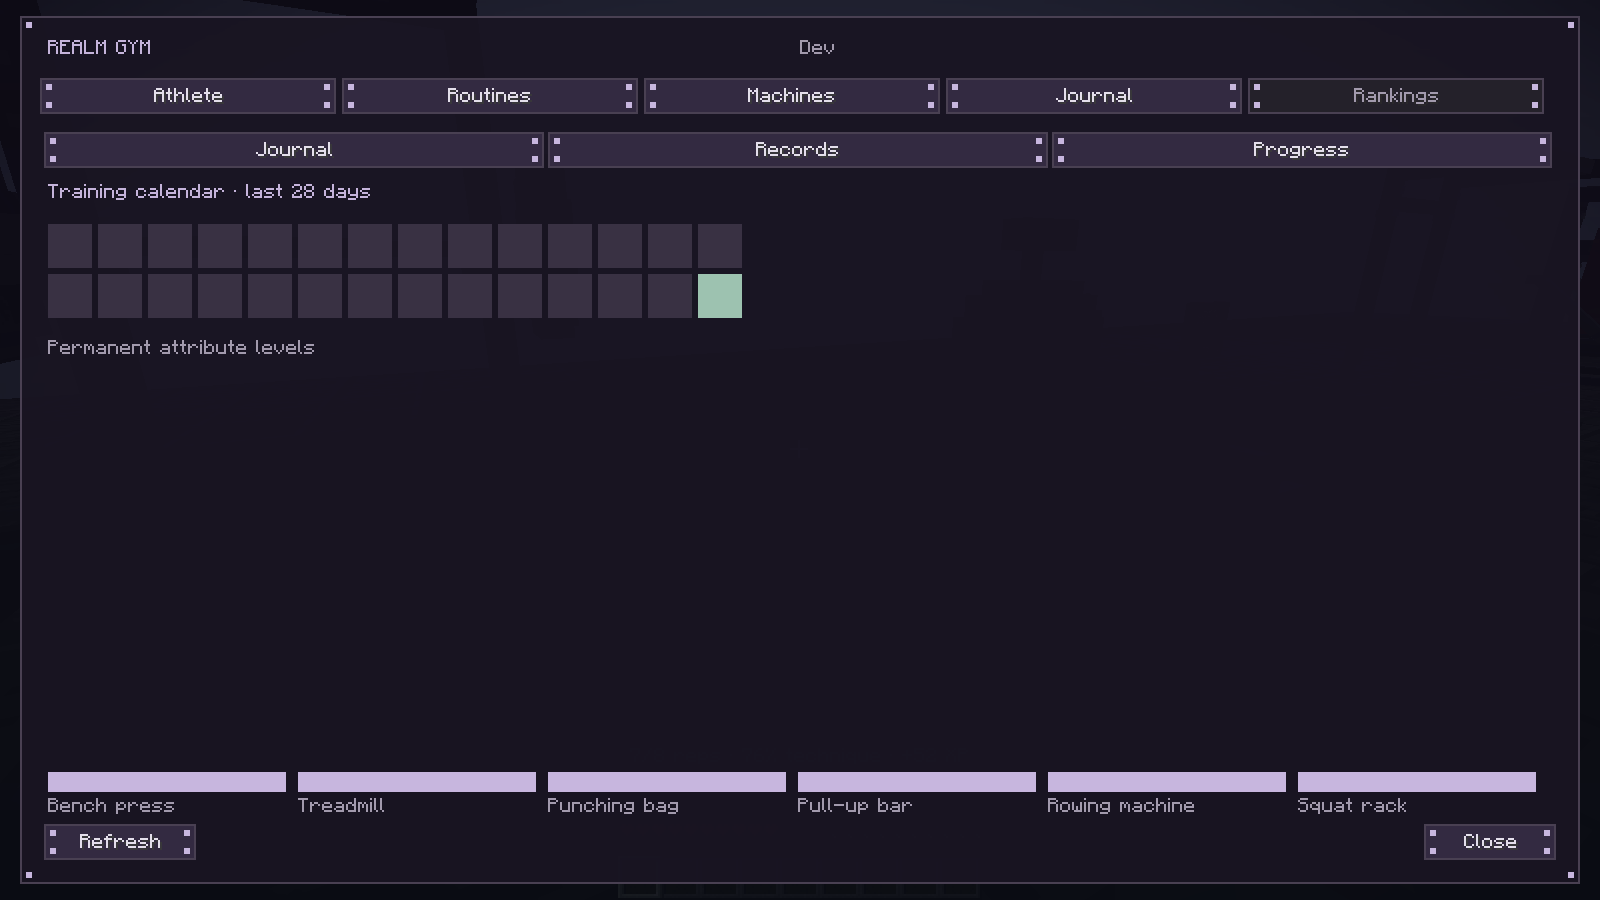 REALM GYM
Dev
Athlete
Routines
Machines
Journal
Rankings
Journal
Records
Progress
Training calendar · last 28 days
Permanent attribute levels
Bench press
Treadmill
Punching bag
Pull-up bar
Rowing machine
Squat rack
Refresh
Close